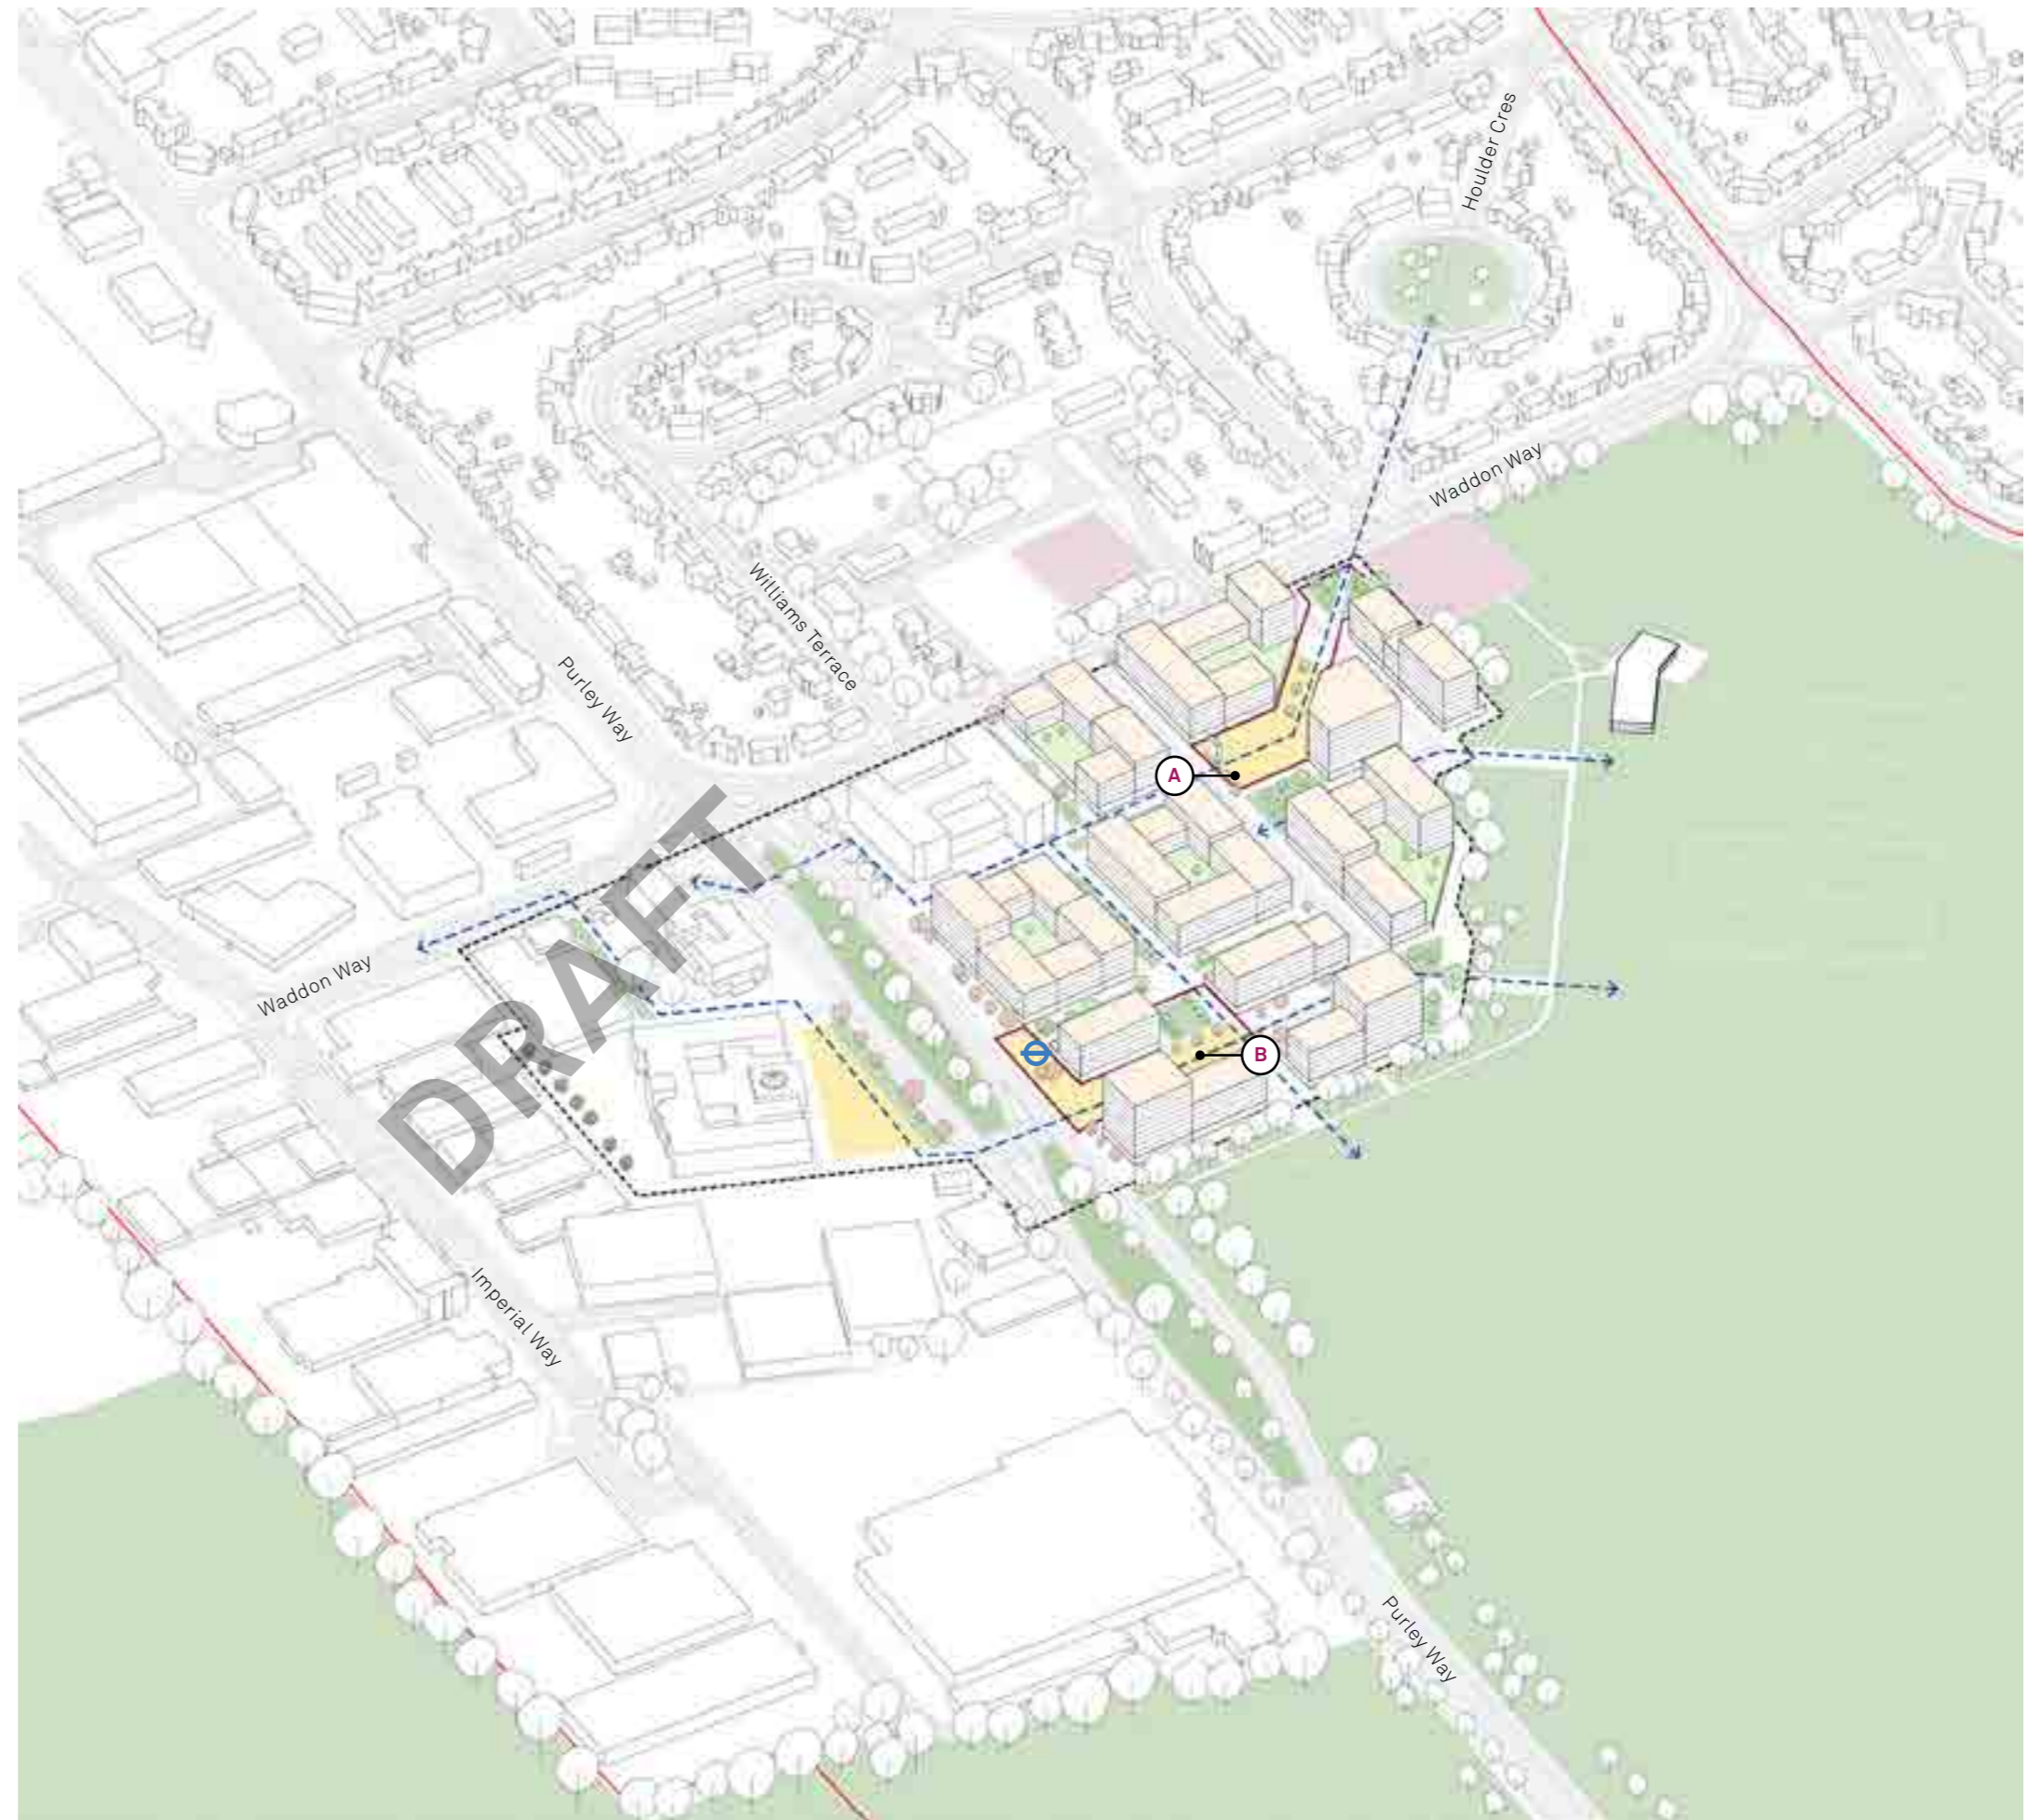 Houlder Cres
Waddon Way
Williams Terrace
Purley Way
A
DRAFT
Waddon Way
B
Imperial Way
Purley Way